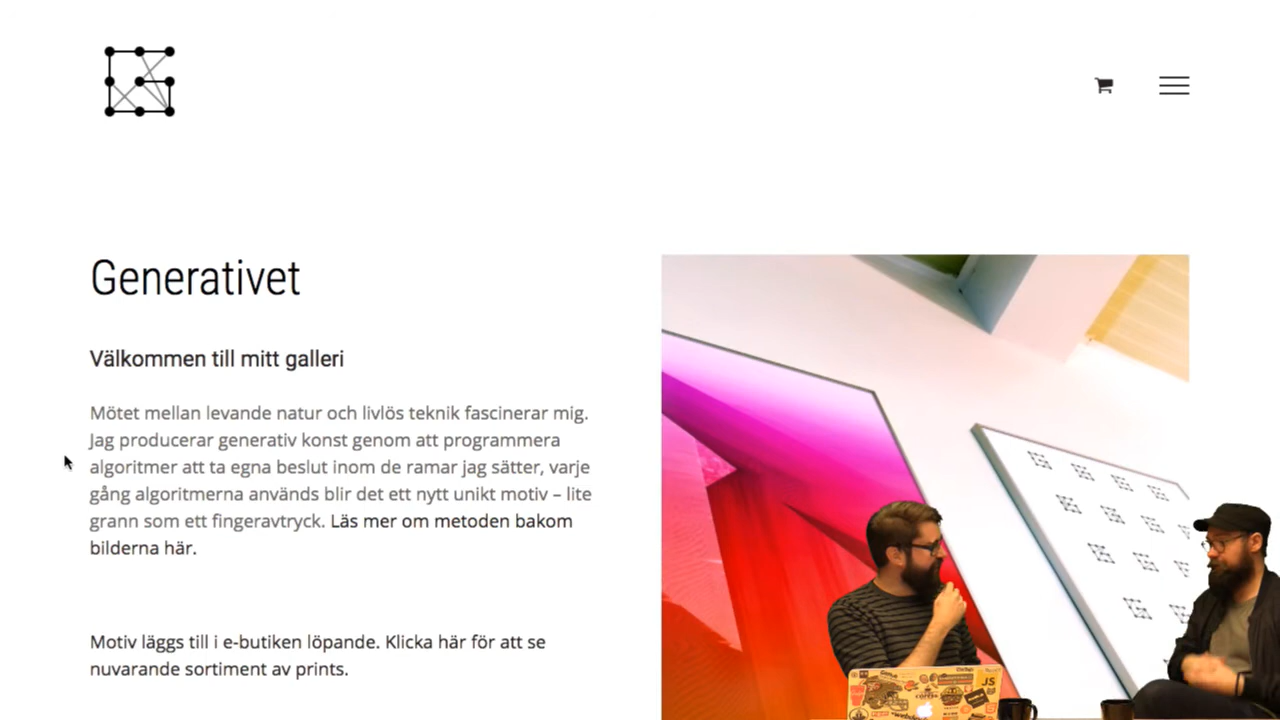 Generativet
Välkommen till mitt galleri
Mötet mellan levande natur och livlös teknik fascinerar mig.
Jag producerar generativ konst genom att programmera
algoritmer att ta egna beslut inom de ramar jag sätter, varje
gång algoritmerna används blir det ett nytt unikt motiv – lite
grann som ett fingeravtryck. Läs mer om metoden bakom
bilderna här.
Motiv läggs till i e-butiken löpande. Klicka här för att se
nuvarande sortiment av prints.
JS